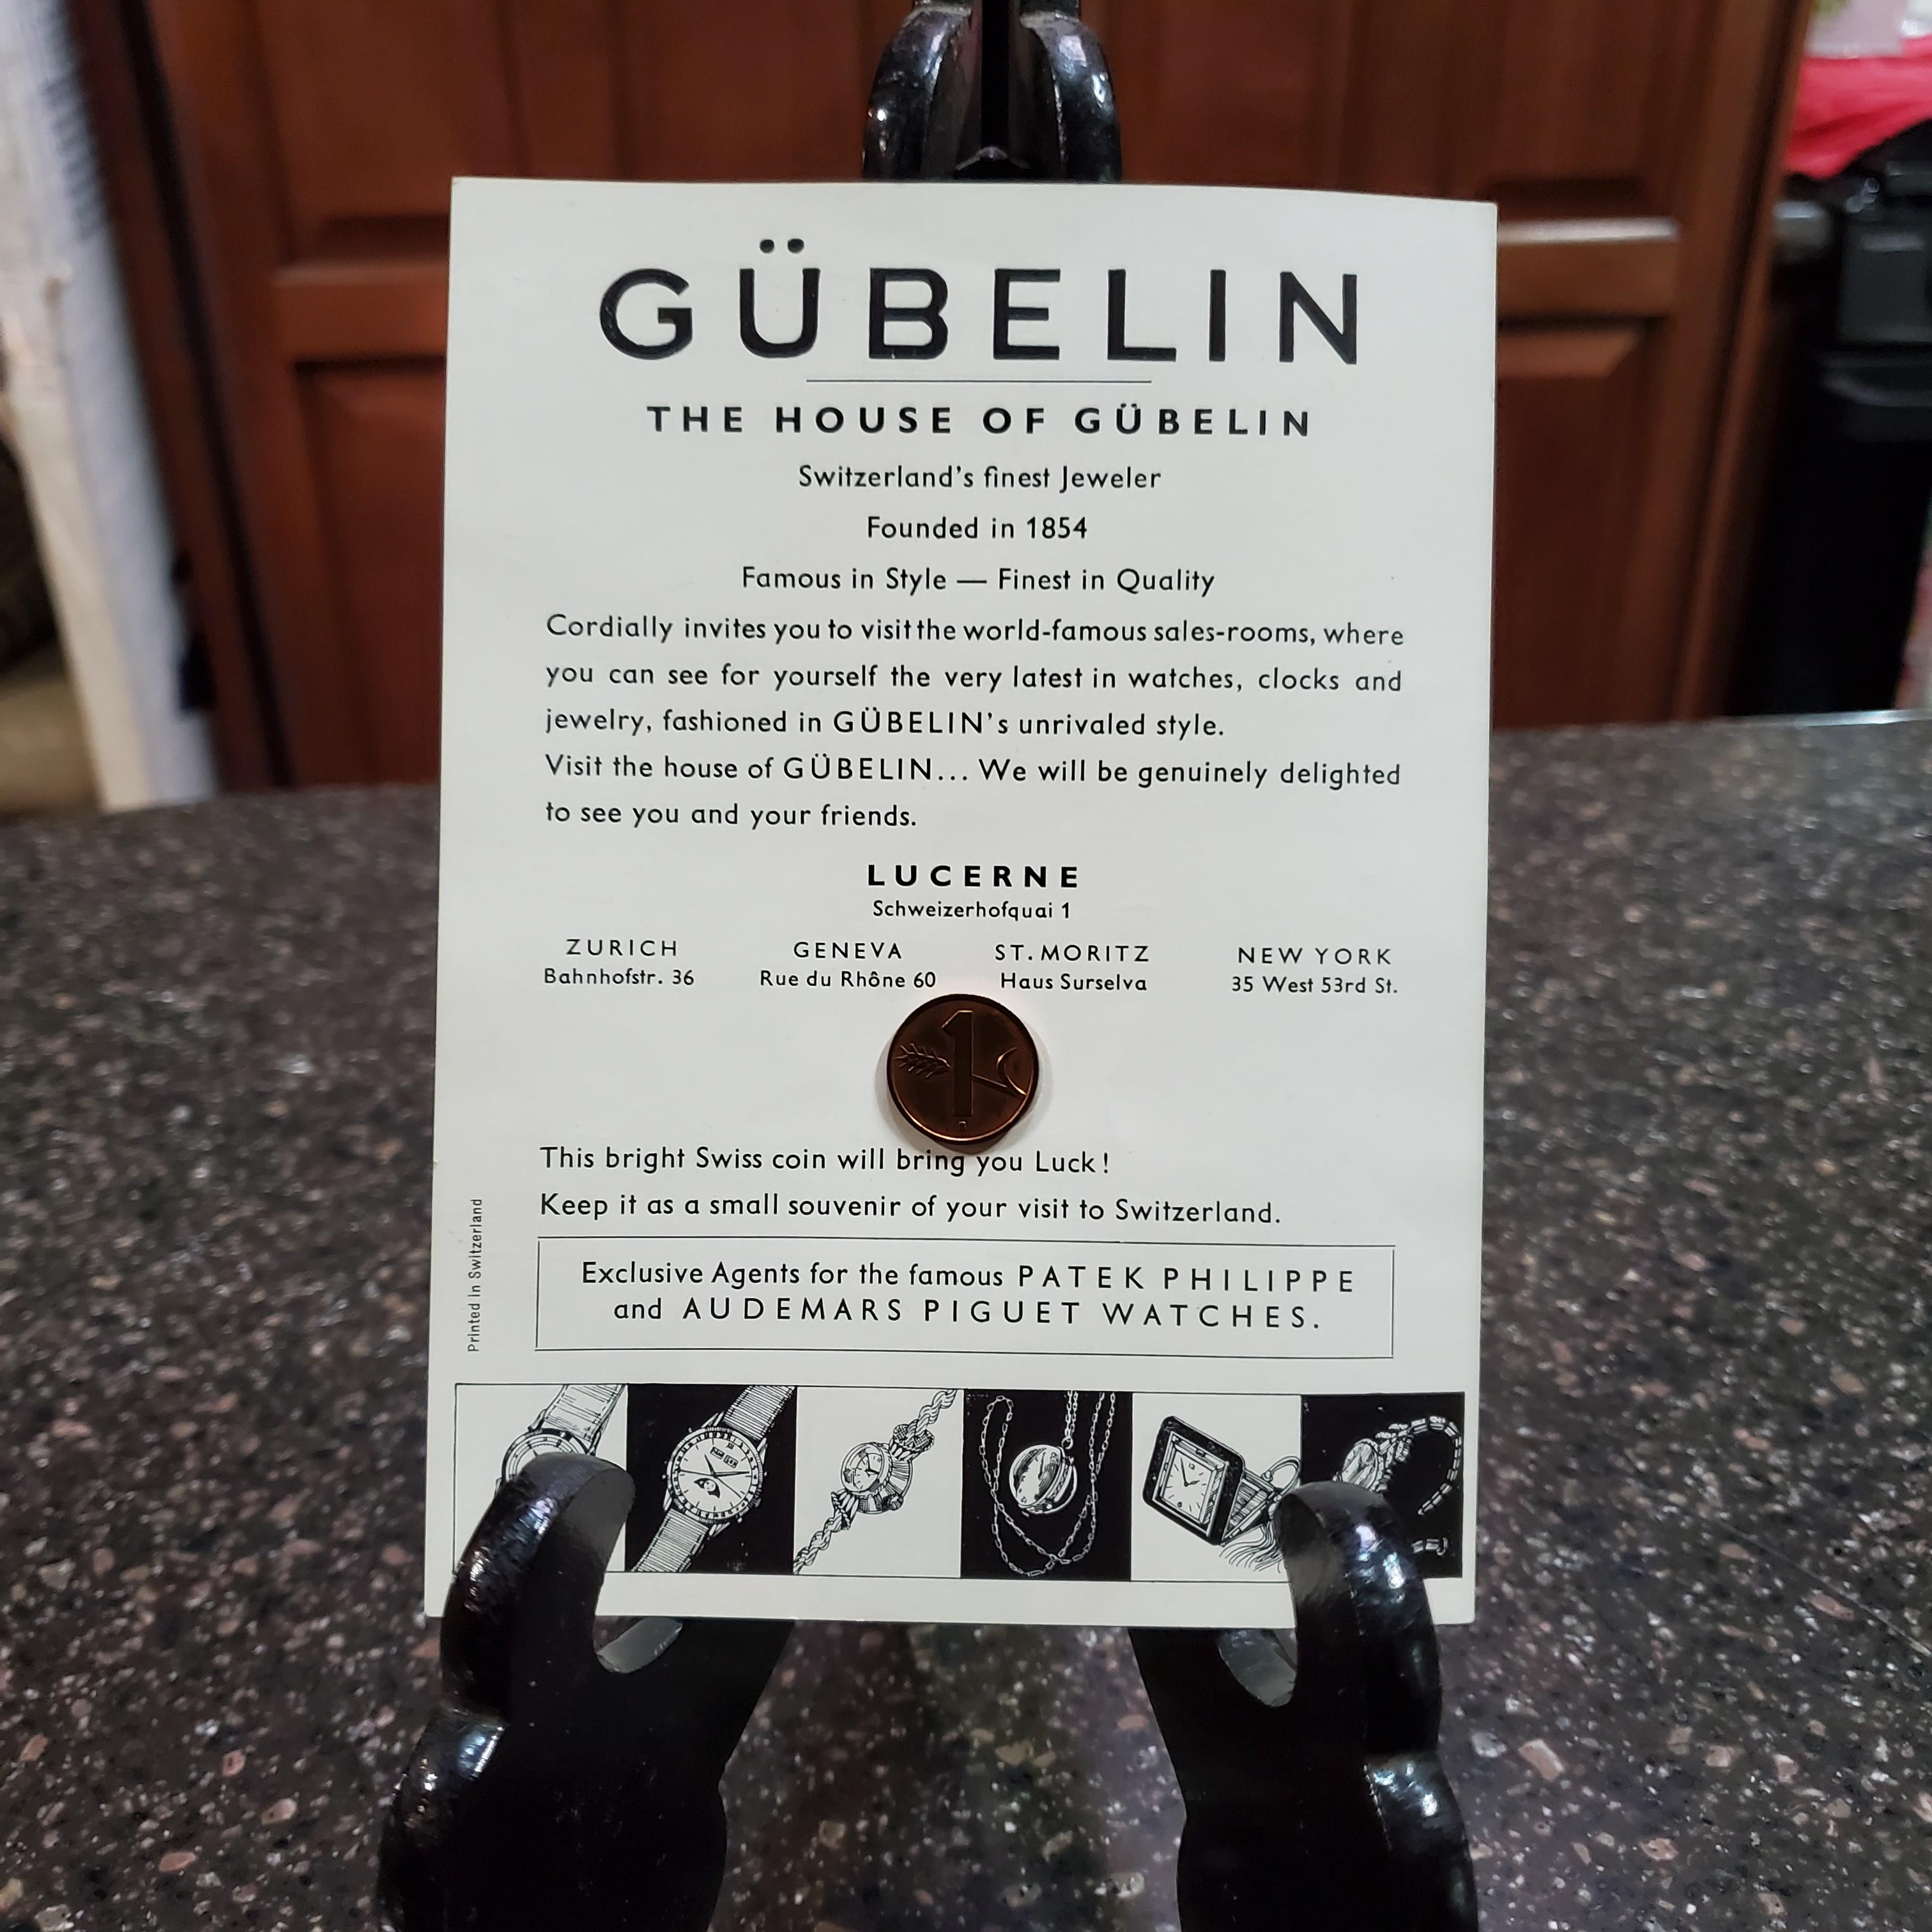 GÜBELIN
THE HOUSE OF GÜBELIN
Switzerland's finest Jeweler
Founded in 1854
Famous in Style — Finest in Quality
Cordially invites you to visit the world-famous sales-rooms, where
you can see for yourself the very latest in watches, clocks and
jewelry, fashioned in GÜBELIN's unrivaled style.
Visit the house of GÜBELIN... We will be genuinely delighted
to see you and your friends.
LUCERNE
Schweizerhofquai 1
ZURICH
Bahnhofstr. 36
GENEVA
Rue du Rhône 60
ST. MORITZ
Haus Surselva
NEW YORK
35 West 53rd St.
1
This bright Swiss coin will bring you Luck!
Keep it as a small souvenir of your visit to Switzerland.
Printed in Switzerland
Exclusive Agents for the famous PATEK PHILIPPE
and AUDEMARS PIGUET WATCHES.